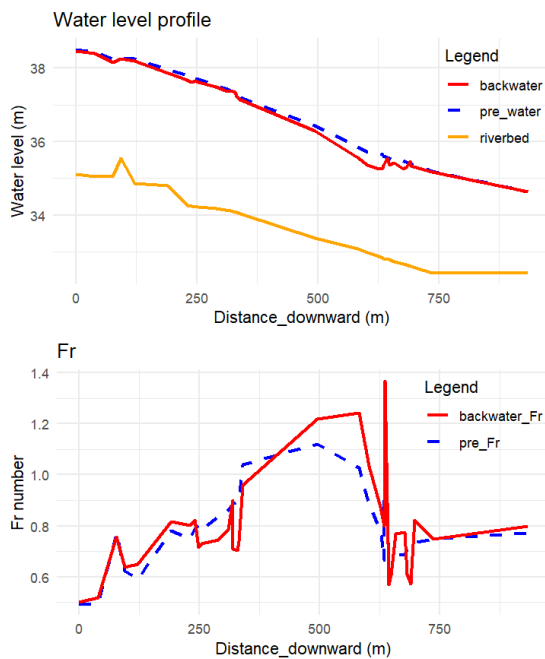 Water level profile
Water level (m)
38
36
34
Legend
backwater
pre_water
riverbed
0
250
500
750
Distance_downward (m)
Fr
Fr number
1.4
1.2
1.0
0.8
0.6
Legend
backwater_Fr
pre_Fr
0
250
500
750
Distance_downward (m)